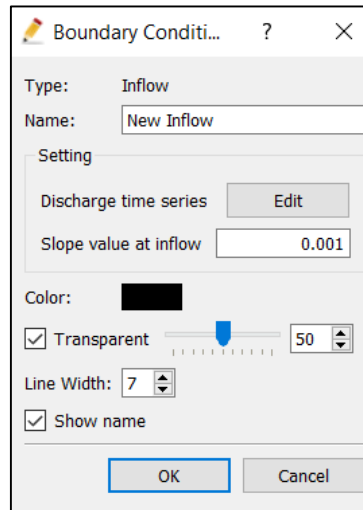 Boundary Conditi... ?
Type: Inflow
Name: New Inflow
Setting
Discharge time series Edit
Slope value at inflow 0.001
Color:
Transparent 50
Line Width: 7
Show name
OK Cancel